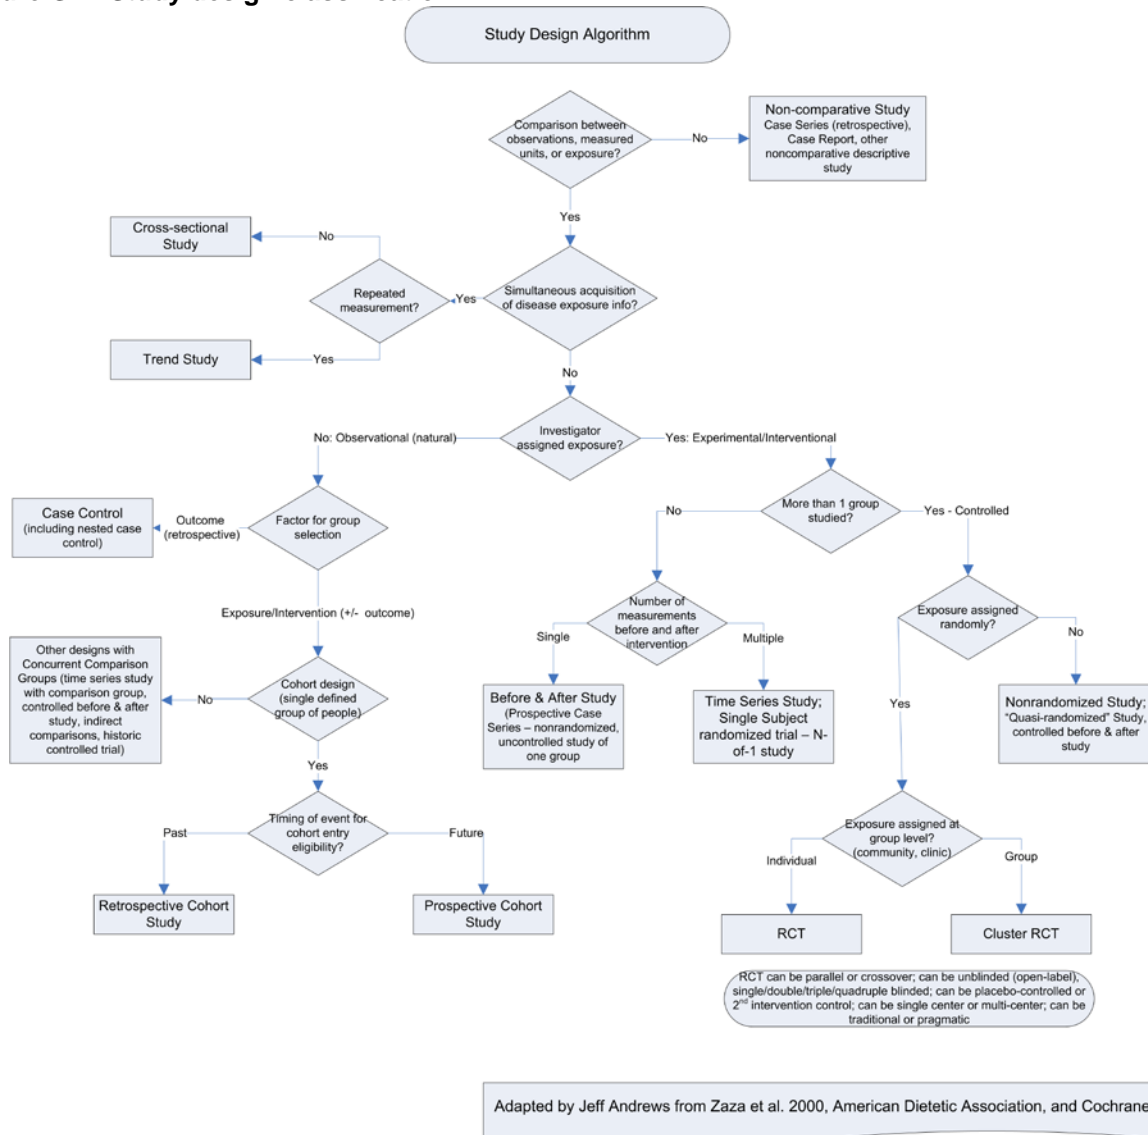 Study Design Algorithm
Comparison between
observations, measured
units, or exposure?
No
Non-comparative Study
Case Series (retrospective),
Case Report, other
noncomparative descriptive
study
Yes
Cross-sectional
Study
No
Repeated
measurement?
Yes
Simultaneous acquisition
of disease exposure info?
Trend Study
Yes
No
No: Observational (natural)
Investigator
assigned exposure?
Yes: Experimental/Interventional
Case Control
(including nested case
control)
Outcome
(retrospective)
Factor for group
selection
No
More than 1 group
studied?
Yes - Controlled
Exposure/Intervention (+/- outcome)
Single
Number of
measurements
before and after
intervention
Multiple
Exposure assigned
randomly?
No
Other designs with
Concurrent Comparison
Groups (time series study
with comparison group,
controlled before & after
study, indirect
comparisons, historic
controlled trial)
No
Cohort design
(single defined
group of people)
Before & After Study
(Prospective Case
Series – nonrandomized,
uncontrolled study of
one group
Time Series Study;
Single Subject
randomized trial – N-
of-1 study
Yes
Nonrandomized Study;
"Quasi-randomized" Study,
controlled before & after
study
Yes
Past
Timing of event for
cohort entry
eligibility?
Future
Individual
Exposure assigned at
group level?
(community, clinic)
Group
Retrospective Cohort
Study
Prospective Cohort
Study
RCT
Cluster RCT
RCT can be parallel or crossover; can be unblinded (open-label),
single/double/triple/quadruple blinded; can be placebo-controlled or
2nd intervention control; can be single center or multi-center; can be
traditional or pragmatic
Adapted by Jeff Andrews from Zaza et al. 2000, American Dietetic Association, and Cochrane